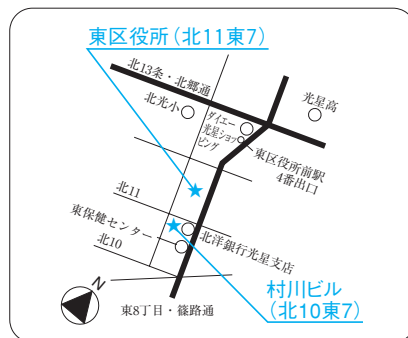 東区役所（北11東7）
北13条・北郷通
北光小
光星高
ダイエー
光星ショッ
ピング
東区役所前駅
4番出口
北11
東保健センター
北10
北洋銀行光星支店
N
東8丁目・篠路通
村川ビル
（北10東7）